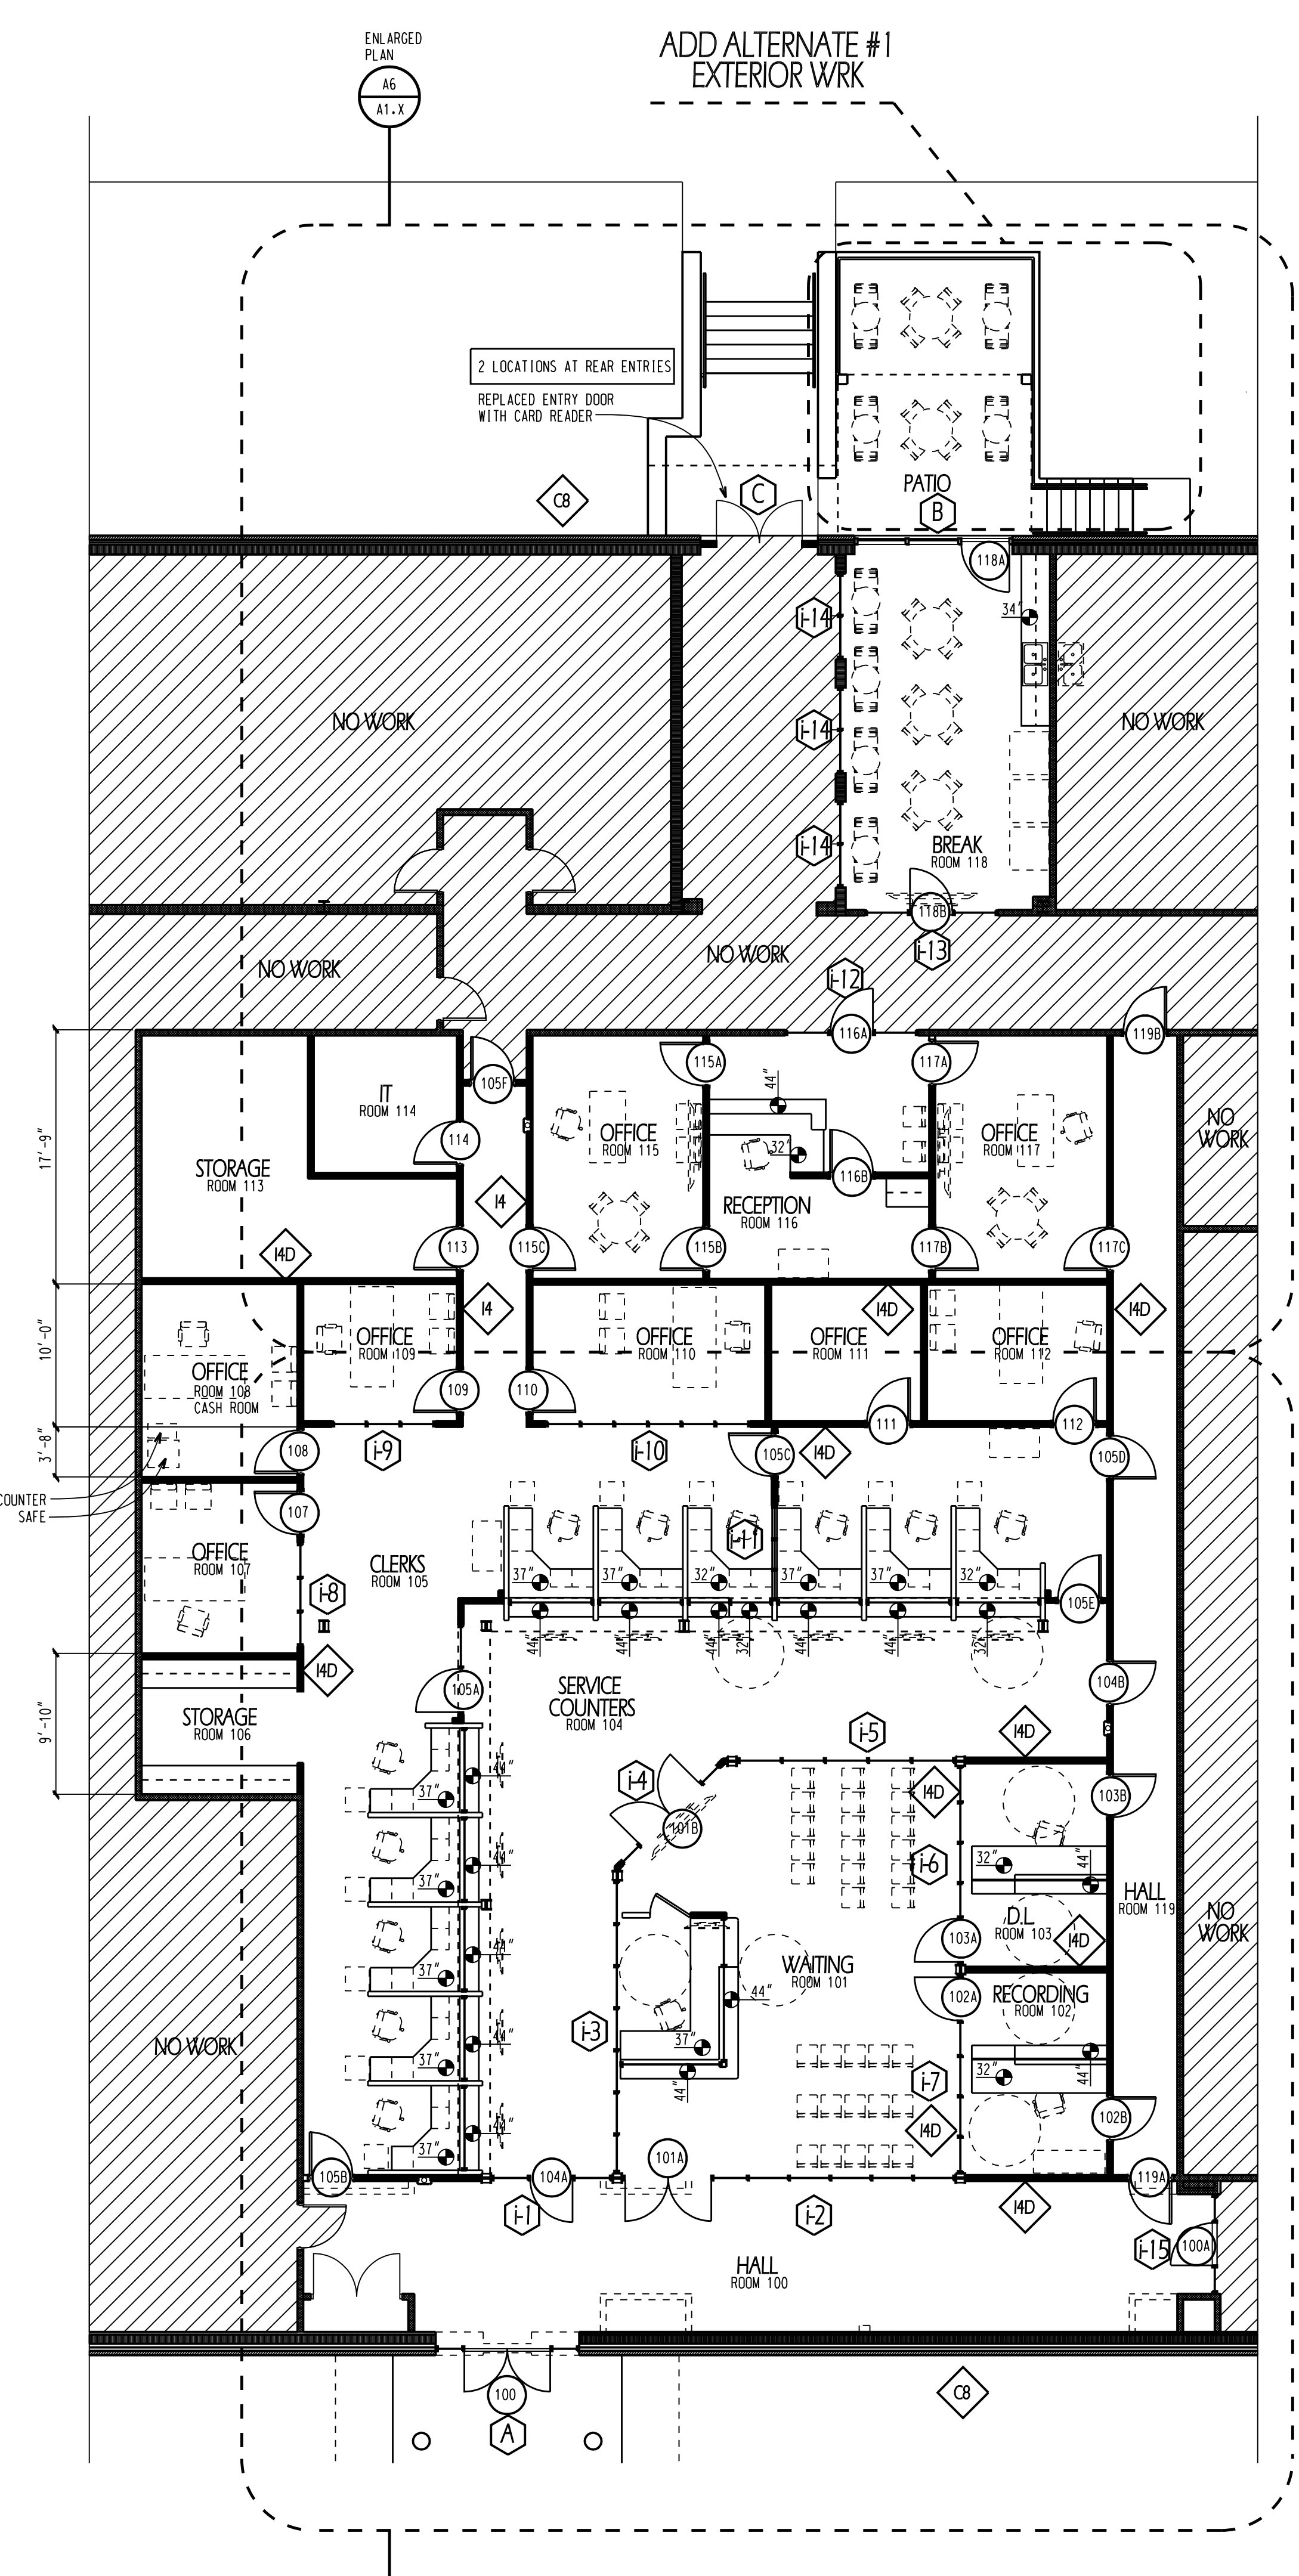 ENLARGED
PLAN
A6
A1.X
ADD ALTERNATE #1
EXTERIOR WRK
2 LOCATIONS AT REAR ENTRIES
REPLACED ENTRY DOOR
WITH CARD READER
C8
C
PATIO
B
118A
34"
i-14
NO WORK
i-14
NO WORK
i-14
BREAK
ROOM 118
118B
i-13
NO WORK
NO WORK
i-12
116A
119B
105F
115A
117A
44"
IT
ROOM 114
114
OFFICE
ROOM 115
32"
OFFICE
ROOM 117
NO
WORK
17'-9"
STORAGE
ROOM 113
116B
I4
RECEPTION
ROOM 116
I4D
113
115C
115B
117B
117C
I4
I4D
I4D
10'-0"
OFFICE
ROOM 109
OFFICE
ROOM 110
OFFICE
ROOM 111
OFFICE
ROOM 112
OFFICE
ROOM 108
CASH ROOM
109
110
111
112
3'-8"
108
i-9
i-10
105C
I4D
105D
COUNTER
SAFE
107
OFFICE
ROOM 107
CLERKS
ROOM 105
i-11
37"
37"
32"
37"
37"
32"
i-8
105E
44"
44"
44"
32"
44"
44"
32"
I4D
9'-10"
STORAGE
ROOM 106
105A
SERVICE
COUNTERS
ROOM 104
104B
i-5
I4D
44"
37"
i-4
I4D
103B
101B
44"
37"
i-6
32"
44"
HALL
ROOM 119
D.L
ROOM 103
NO
WORK
44"
37"
WAITING
ROOM 101
103A
I4D
102A
RECORDING
ROOM 102
44"
i-3
44"
37"
NO WORK
44"
37"
37"
44"
i-7
32"
44"
I4D
102B
44"
37"
105B
104A
101A
119A
i-1
i-2
I4D
i-15
100A
HALL
ROOM 100
100
A
C8